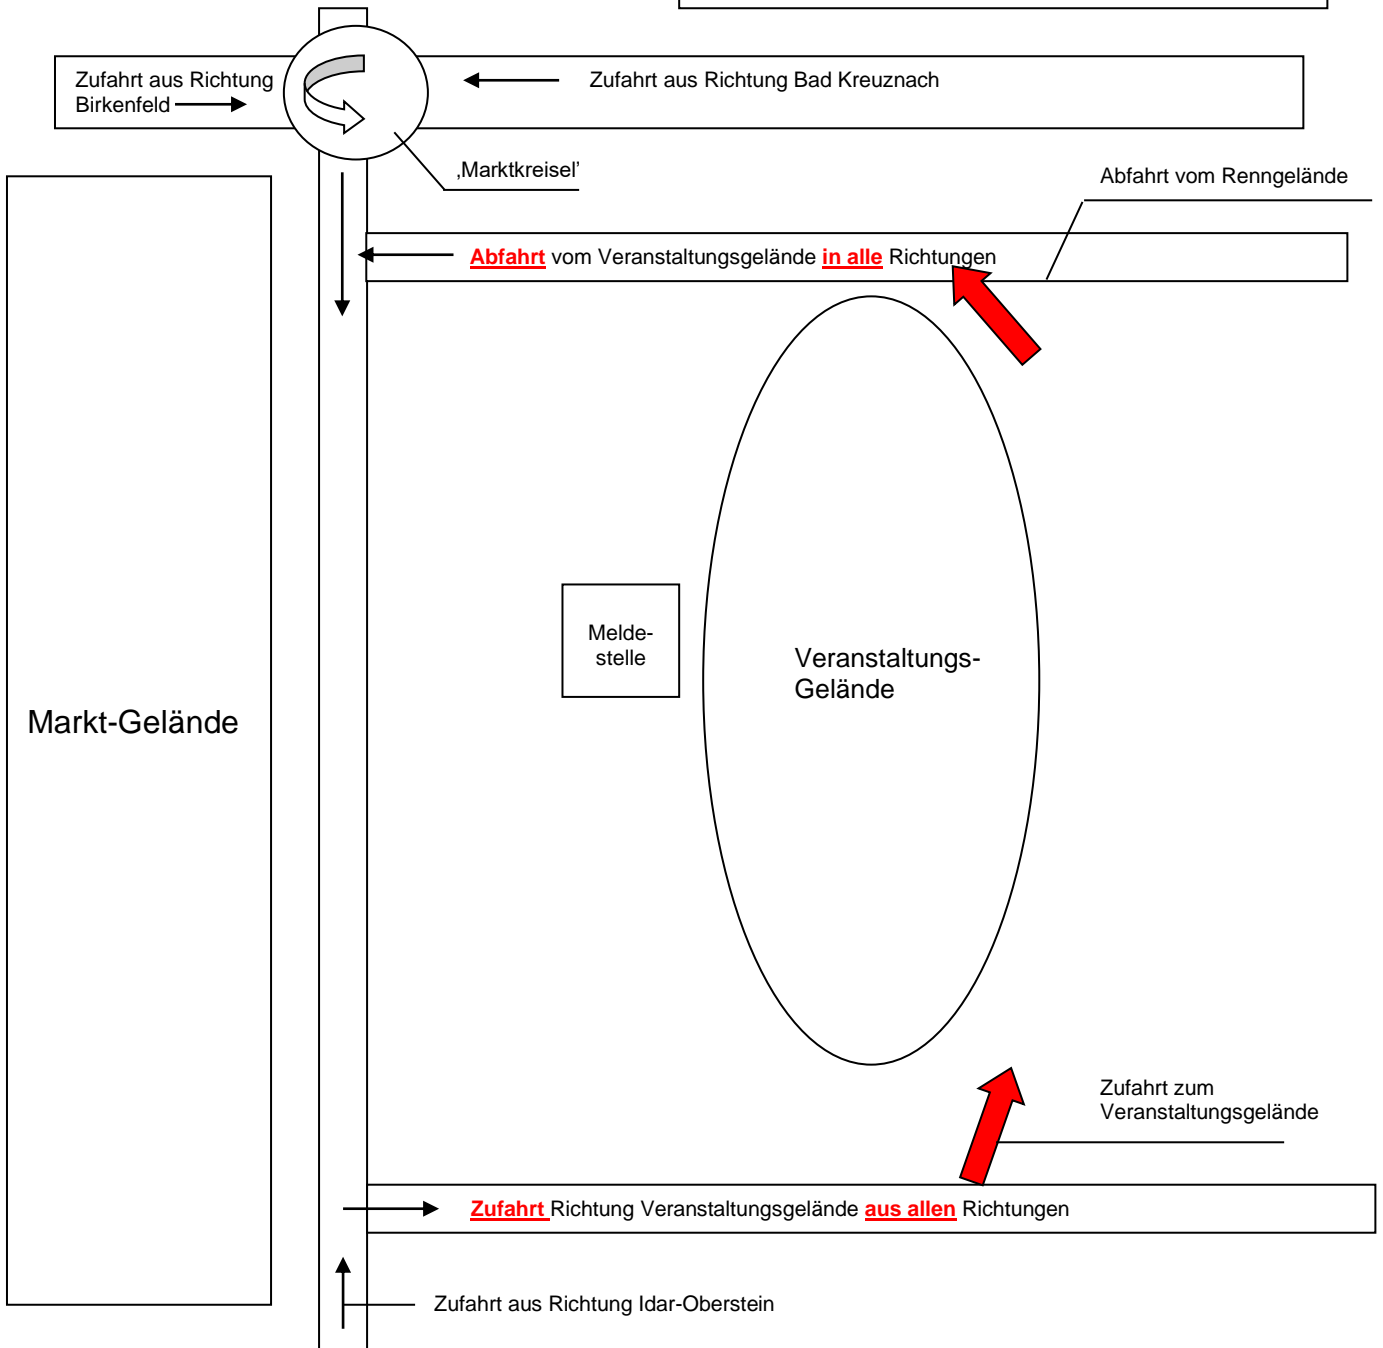 Zufahrt aus Richtung
Birkenfeld
Zufahrt aus Richtung Bad Kreuznach
‚Marktkreisel’
Abfahrt vom Renngelände
Abfahrt vom Veranstaltungsgelände in alle Richtungen
Melde-
stelle
Veranstaltungs-
Gelände
Markt-Gelände
Zufahrt zum
Veranstaltungsgelände
Zufahrt Richtung Veranstaltungsgelände aus allen Richtungen
Zufahrt aus Richtung Idar-Oberstein